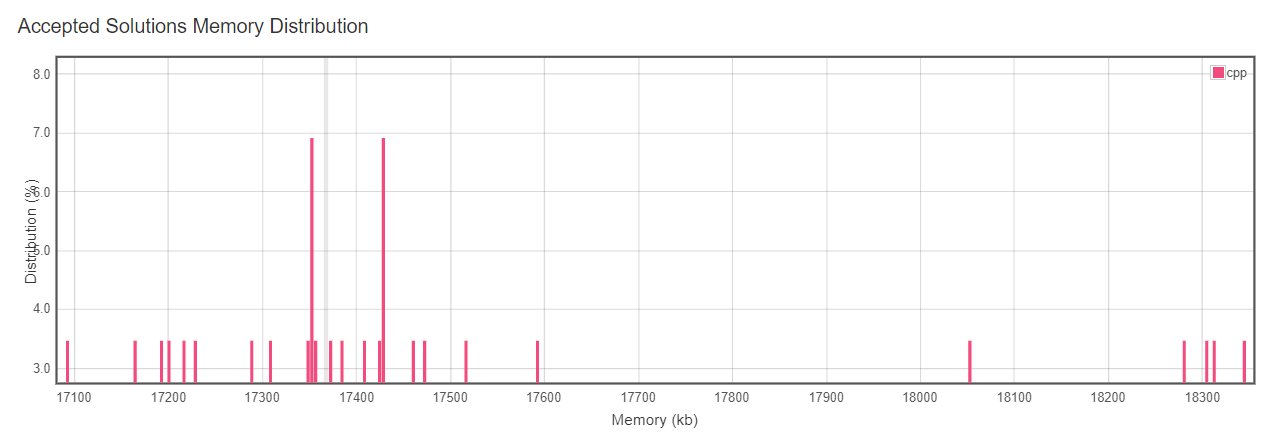 Accepted Solutions Memory Distribution
8.0
cpp
7.0
6.0
5.0
4.0
3.0
Distribution (%)
17100 17200 17300 17400 17500 17600 17700 17800 17900 18000 18100 18200 18300
Memory (kb)